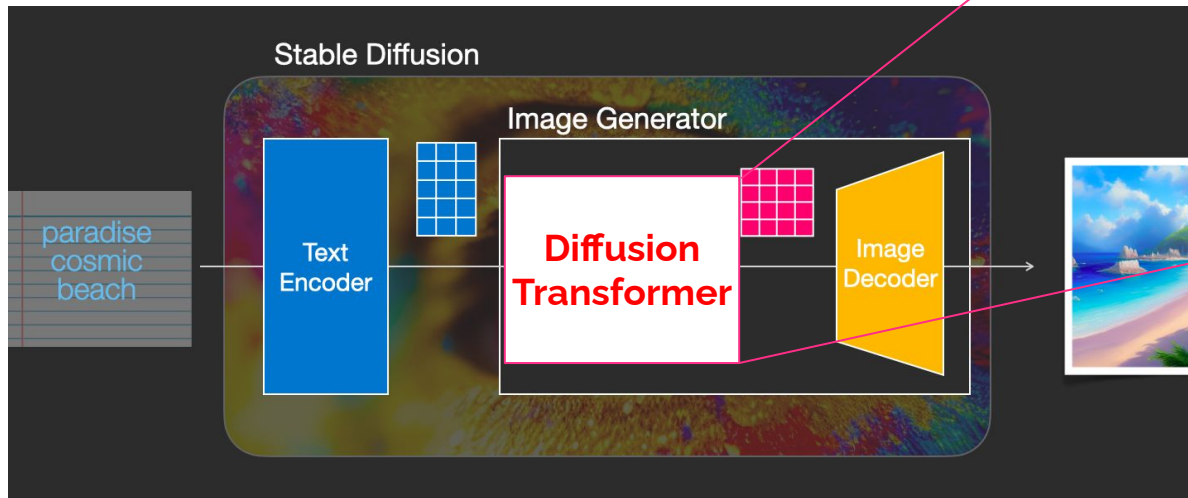 Stable Diffusion
Image Generator
paradise
cosmic
beach
Text
Encoder
Diffusion
Transformer
Image
Decoder